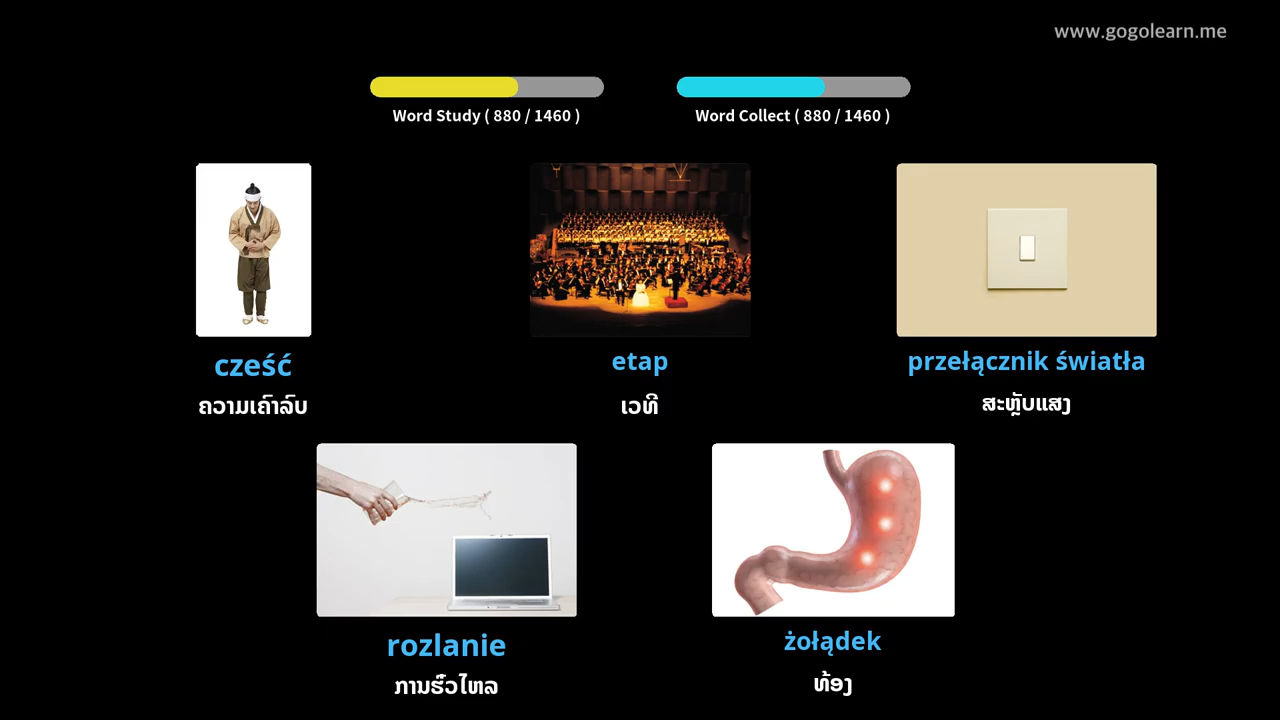 www.gogolearn.me
Word Study ( 880 / 1460 )
Word Collect ( 880 / 1460 )
cześć
ຄວາມເຄົາລົບ
etap
ເວທີ
przełącznik światła
ສະຫຼັບແສງ
rozlanie
ການຮົ່ວໄຫລ
żołądek
ທ້ອງ